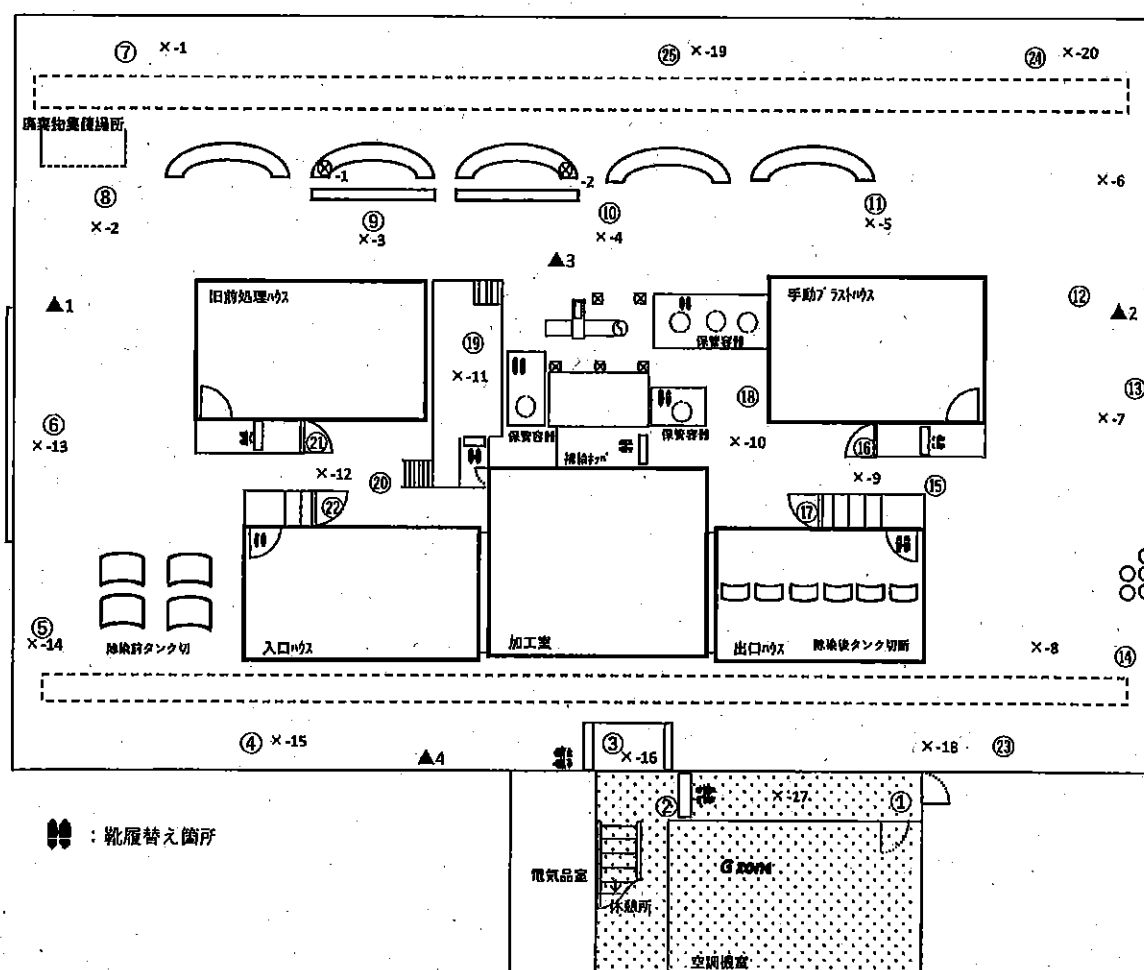 ⑦ ×-1 ㉕ ×-19 ㉔ ×-20
廃棄物集積場所
-1 -2 ×-6
⑧ ⑨ ⑩ ⑪
×-2 ×-3 ×-4 ×-5
▲3
旧前処理ハウス 手動ブラストハウス ⑫
▲1 ▲2
保管容器
⑲ ×-11
⑱ ⑬
⑥ ×-7
×-13 ㉑ 保管容器 保管容器 ×-10 ⑯
×-12 ⑳ ×-9 ⑮
㉒ ⑰
⑤
×-14 除染前タンク切 入口ハウス 加工室 出口ハウス 除染後タンク切断 ×-8 ⑭
④ ×-15 ▲4 ③ ×-16 ×-18 ㉓
② ×-17 ①
：靴履替え箇所
電気品室 G zone
休憩所
空調機室